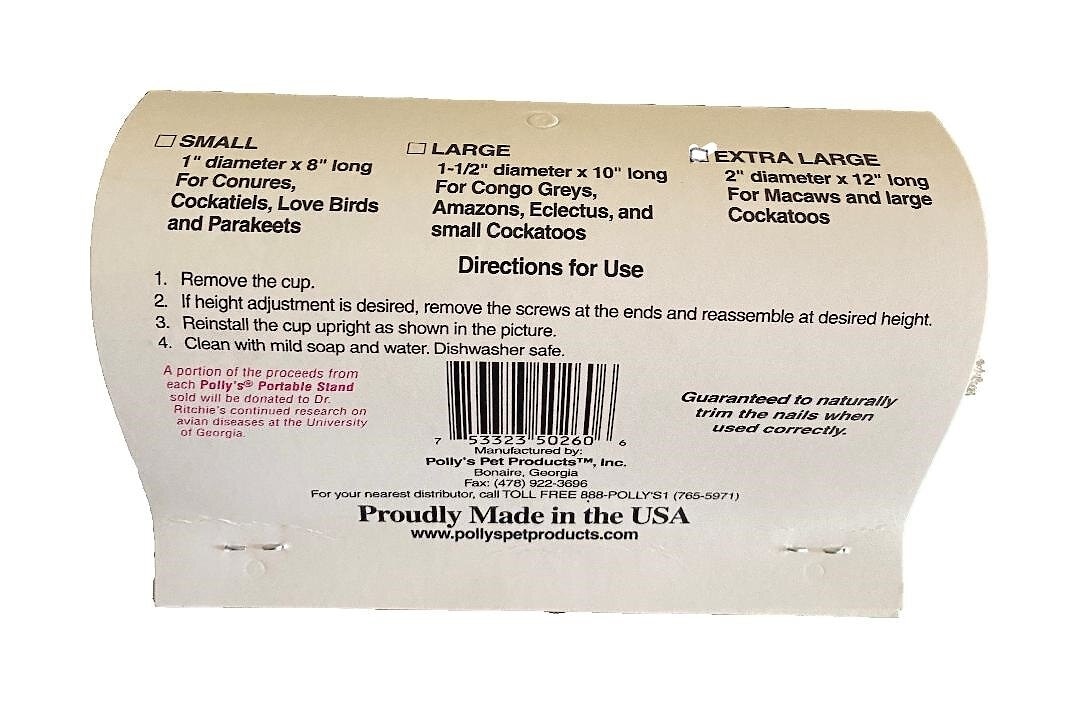 SMALL
1" diameter x 8" long
For Conures,
Cockatiels, Love Birds
and Parakeets
LARGE
1-1/2" diameter x 10" long
For Congo Greys,
Amazons, Eclectus, and
small Cockatoos
EXTRA LARGE
2" diameter x 12" long
For Macaws and large
Cockatoos
Directions for Use
1. Remove the cup.
2. If height adjustment is desired, remove the screws at the ends and reassemble at desired height.
3. Reinstall the cup upright as shown in the picture.
4. Clean with mild soap and water. Dishwasher safe.
A portion of the proceeds from
each Polly's® Portable Stand
sold will be donated to Dr.
Ritchie's continued research on
avian diseases at the University
of Georgia.
7 53323 50260 6
Guaranteed to naturally
trim the nails when
used correctly.
Manufactured by:
Polly's Pet Products™, Inc.
Bonaire, Georgia
Fax: (478) 922-3696
For your nearest distributor, call TOLL FREE 888-POLLY'S1 (765-5971)
Proudly Made in the USA
www.pollyspetproducts.com